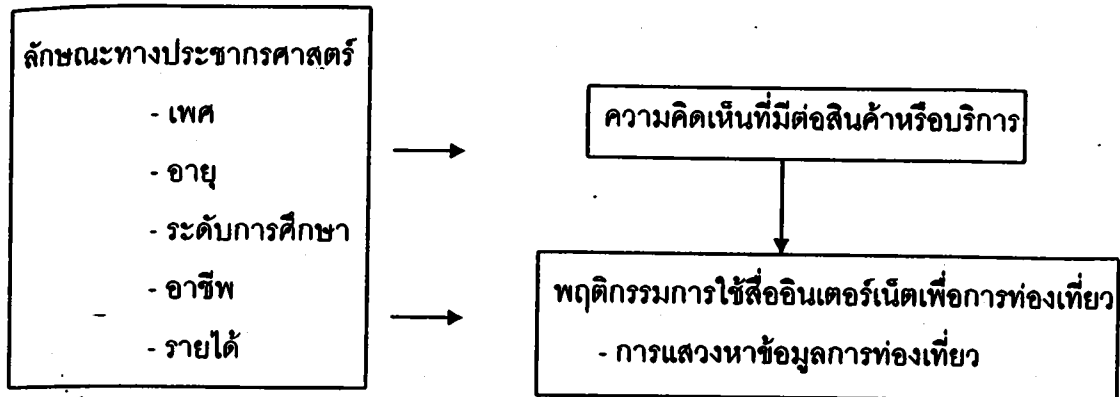 ลักษณะทางประชากรศาสตร์
- เพศ
- อายุ
- ระดับการศึกษา
- อาชีพ
- รายได้
ความคิดเห็นที่มีต่อสินค้าหรือบริการ
พฤติกรรมการใช้สื่ออินเตอร์เน็ตเพื่อการท่องเที่ยว
- การแสวงหาข้อมูลการท่องเที่ยว